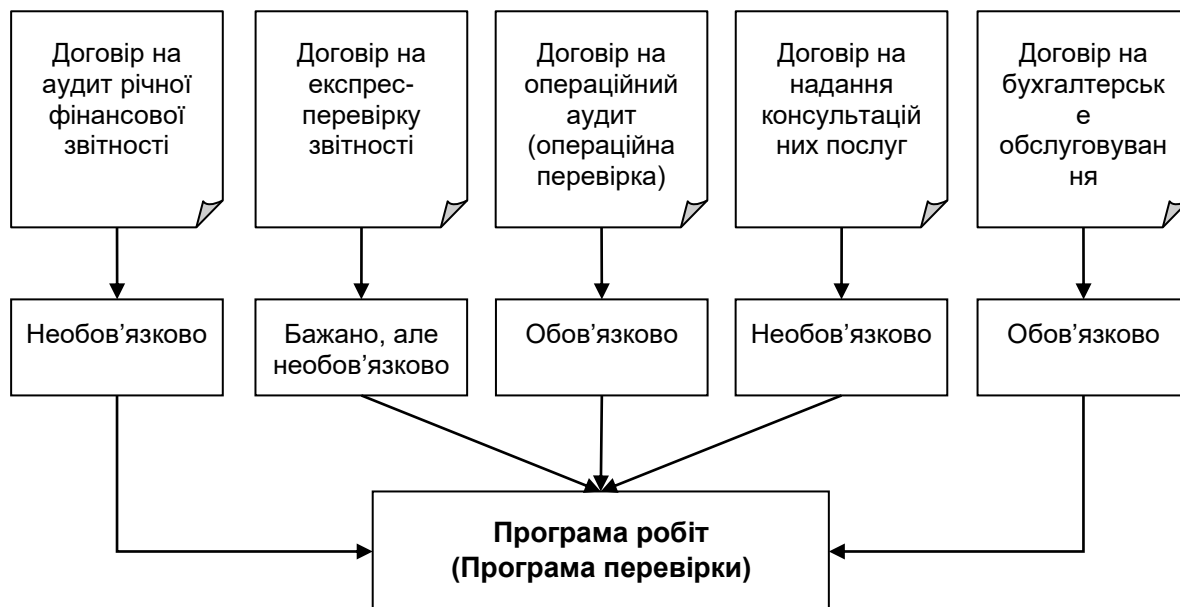 Договір на
аудит річної
фінансової
звітності
Договір на
експрес-
перевірку
звітності
Договір на
операційний
аудит
(операційна
перевірка)
Договір на
надання
консультацій
них послуг
Договір на
бухгалтерськ
е
обслуговуван
ня
Необов’язково
Бажано, але
необов’язково
Обов’язково
Необов’язково
Обов’язково
Програма робіт
(Програма перевірки)